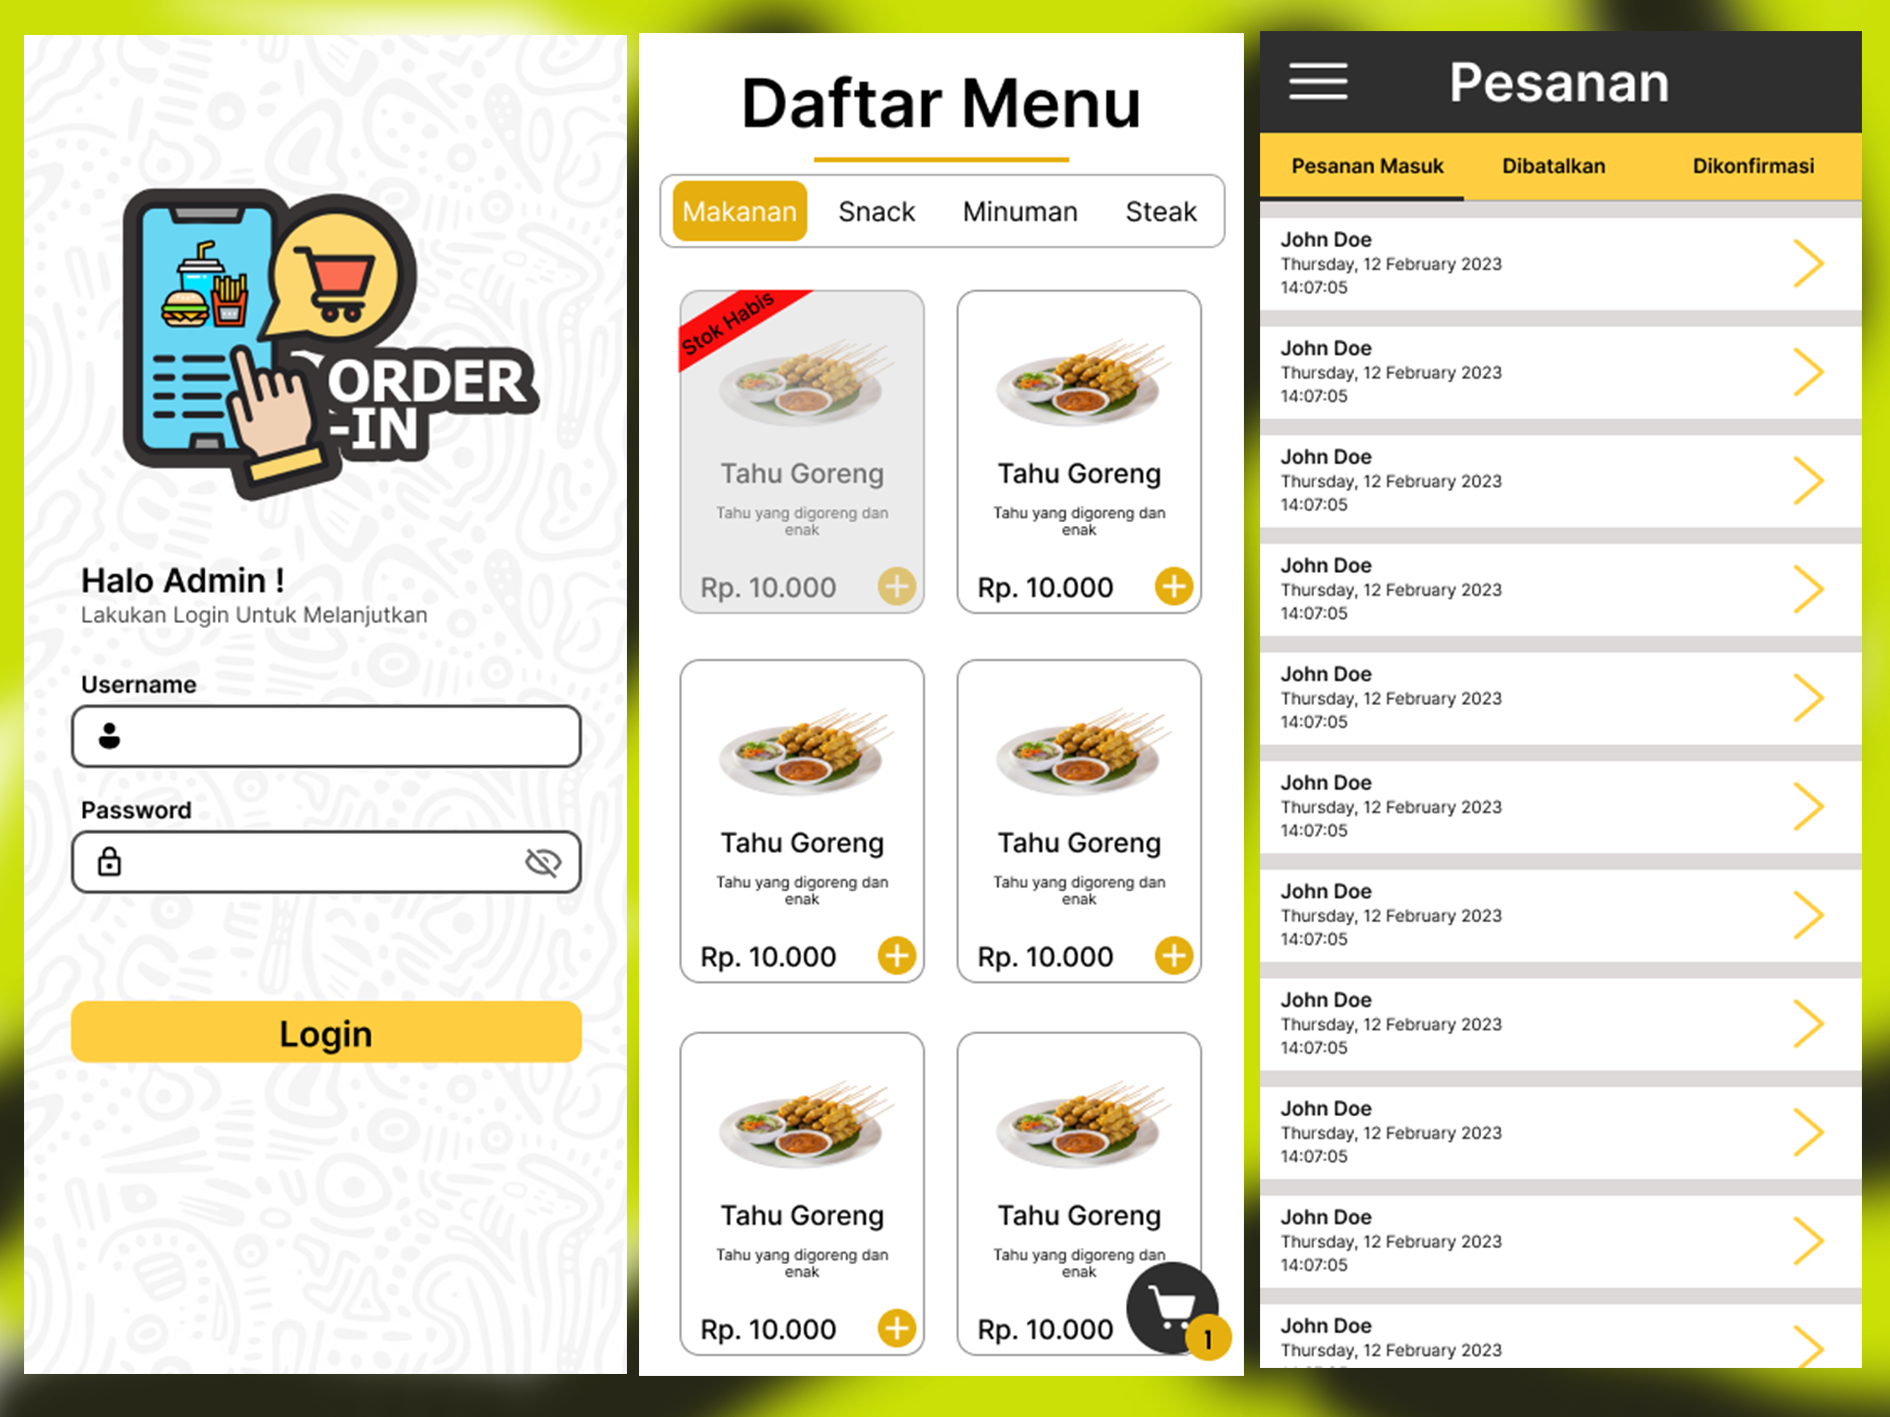 ORDER
-IN
Halo Admin !
Lakukan Login Untuk Melanjutkan
Username
Password
Login
Daftar Menu
Makanan
Snack
Minuman
Steak
Stok Habis
Tahu Goreng
Tahu yang digoreng dan
enak
Rp. 10.000
Tahu Goreng
Tahu yang digoreng dan
enak
Rp. 10.000
Tahu Goreng
Tahu yang digoreng dan
enak
Rp. 10.000
Tahu Goreng
Tahu yang digoreng dan
enak
Rp. 10.000
Tahu Goreng
Tahu yang digoreng dan
enak
Rp. 10.000
Tahu Goreng
Tahu yang digoreng dan
enak
Rp. 10.000
1
Pesanan
Pesanan Masuk
Dibatalkan
Dikonfirmasi
John Doe
Thursday, 12 February 2023
14:07:05
John Doe
Thursday, 12 February 2023
14:07:05
John Doe
Thursday, 12 February 2023
14:07:05
John Doe
Thursday, 12 February 2023
14:07:05
John Doe
Thursday, 12 February 2023
14:07:05
John Doe
Thursday, 12 February 2023
14:07:05
John Doe
Thursday, 12 February 2023
14:07:05
John Doe
Thursday, 12 February 2023
14:07:05
John Doe
Thursday, 12 February 2023
14:07:05
John Doe
Thursday, 12 February 2023
14:07:05
John Doe
Thursday, 12 February 2023